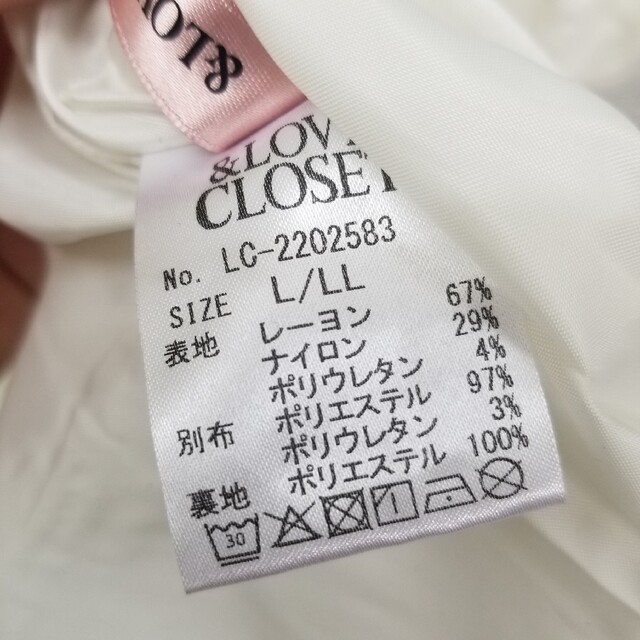 &LOV
CLOSET
No. LC-2202583
SIZE L/LL
表地 レーヨン 67%
ナイロン 29%
ポリウレタン 4%
別布 ポリエステル 97%
ポリウレタン 3%
裏地 ポリエステル 100%
30